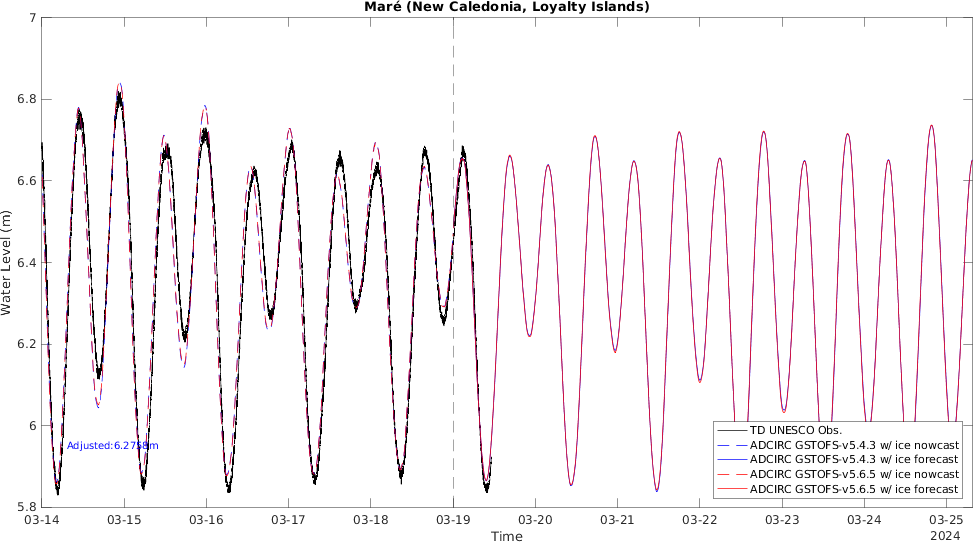 Maré (New Caledonia, Loyalty Islands)
7
6.8
6.6
6.4
6.2
6
5.8
Water Level (m)
Adjusted:6.2758m
TD UNESCO Obs.
ADCIRC GSTOFS-v5.4.3 w/ ice nowcast
ADCIRC GSTOFS-v5.4.3 w/ ice forecast
ADCIRC GSTOFS-v5.6.5 w/ ice nowcast
ADCIRC GSTOFS-v5.6.5 w/ ice forecast
03-14 03-15 03-16 03-17 03-18 03-19 03-20 03-21 03-22 03-23 03-24 03-25
Time
2024